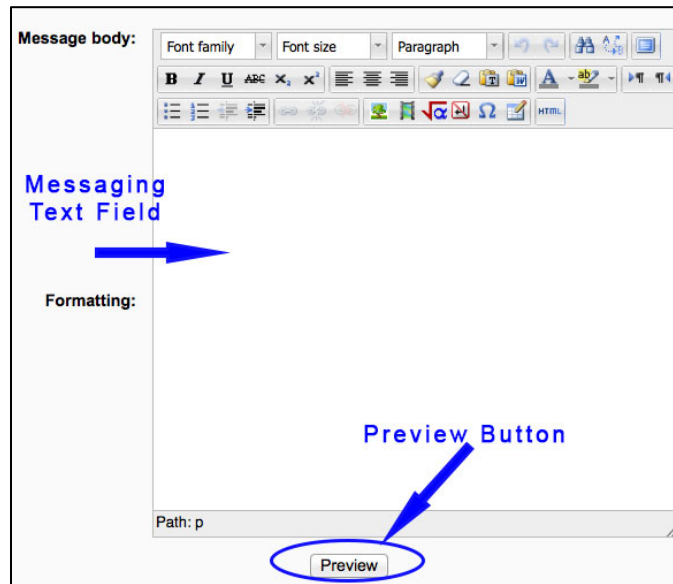 Message body:
Font family Font size Paragraph
B I U ABC X₂ X² T W A ab
α Ω HTML
Messaging
Text Field
Formatting:
Preview Button
Path: p
Preview